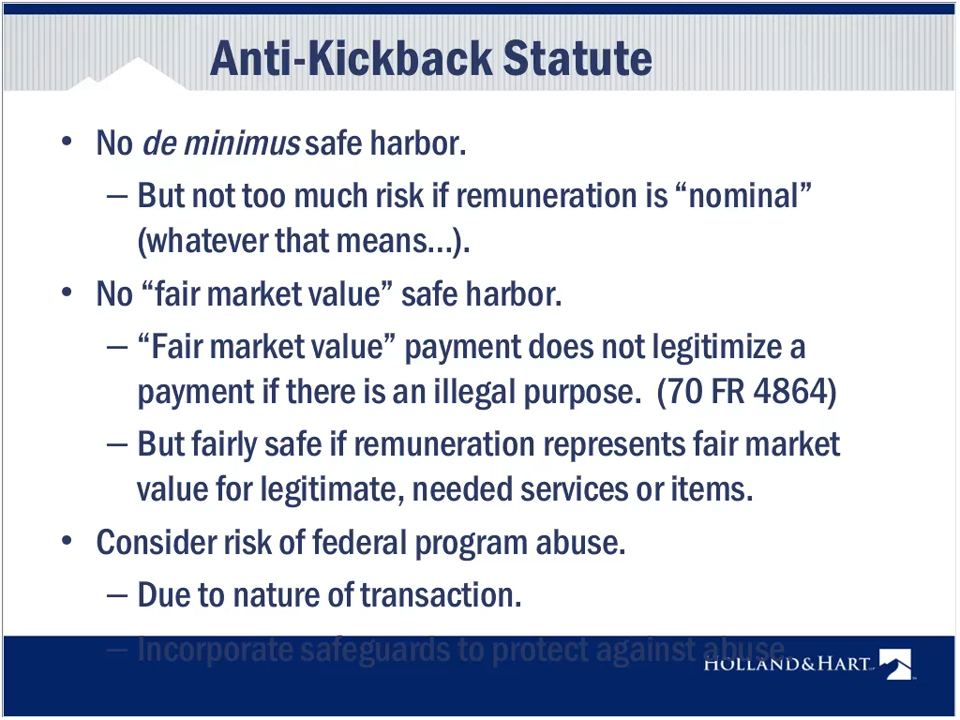 Anti-Kickback Statute
• No de minimus safe harbor.
– But not too much risk if remuneration is “nominal”
(whatever that means…).
• No “fair market value” safe harbor.
– “Fair market value” payment does not legitimize a
payment if there is an illegal purpose. (70 FR 4864)
– But fairly safe if remuneration represents fair market
value for legitimate, needed services or items.
• Consider risk of federal program abuse.
– Due to nature of transaction.
– Incorporate safeguards to protect against abuse.
HOLLAND&HART